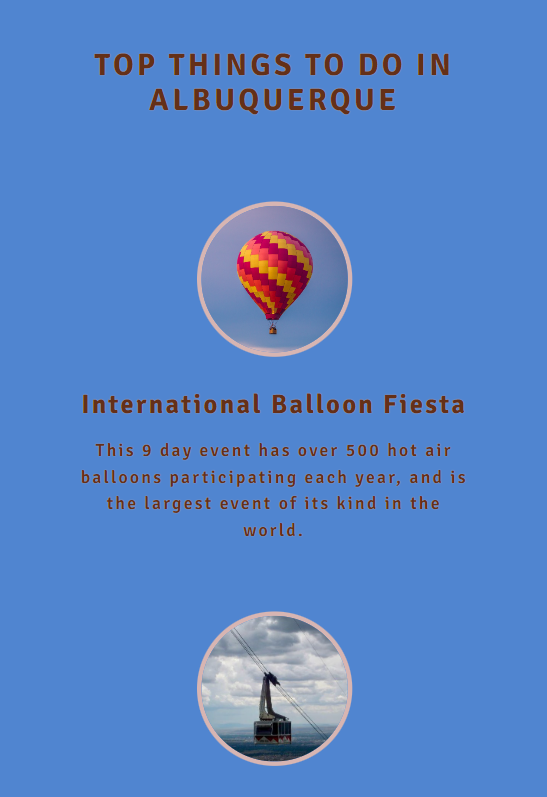 TOP THINGS TO DO IN
ALBUQUERQUE
International Balloon Fiesta
This 9 day event has over 500 hot air
balloons participating each year, and is
the largest event of its kind in the
world.